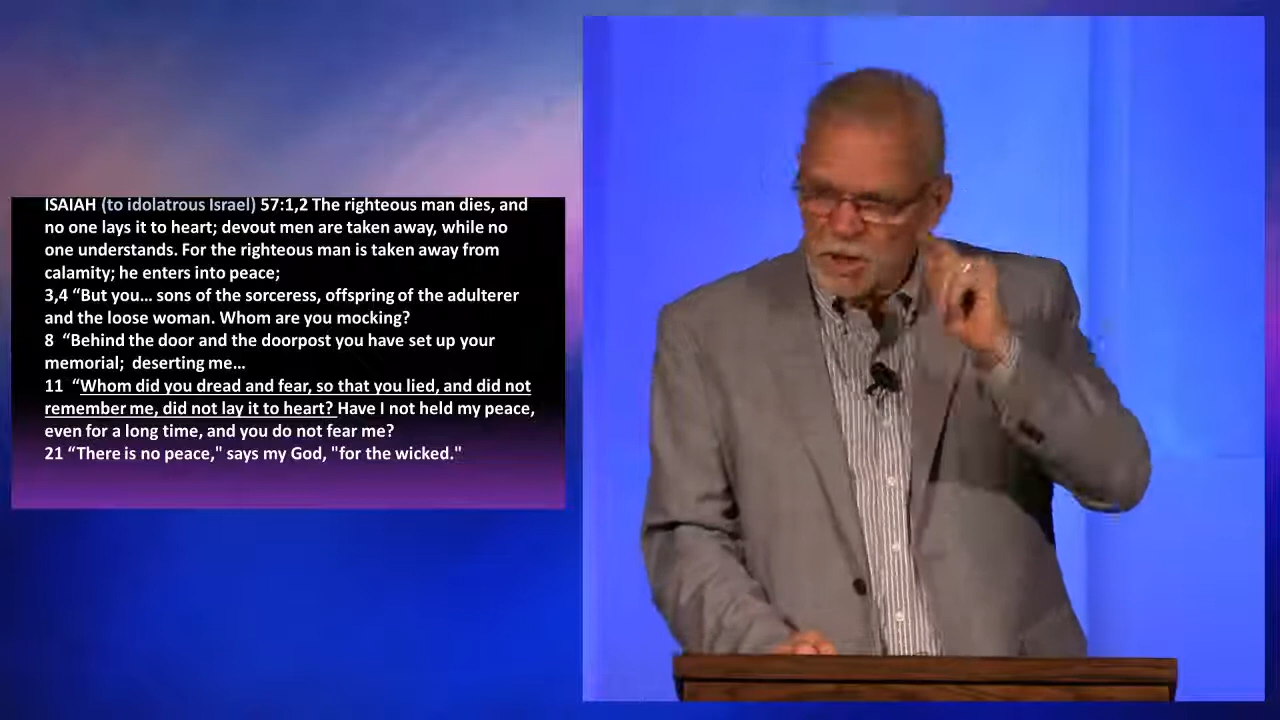 ISAIAH (to idolatrous Israel) 57:1,2 The righteous man dies, and
no one lays it to heart; devout men are taken away, while no
one understands. For the righteous man is taken away from
calamity; he enters into peace;
3,4 “But you... sons of the sorceress, offspring of the adulterer
and the loose woman. Whom are you mocking?
8  “Behind the door and the doorpost you have set up your
memorial;  deserting me...
11  “Whom did you dread and fear, so that you lied, and did not
remember me, did not lay it to heart? Have I not held my peace,
even for a long time, and you do not fear me?
21 “There is no peace," says my God, "for the wicked."